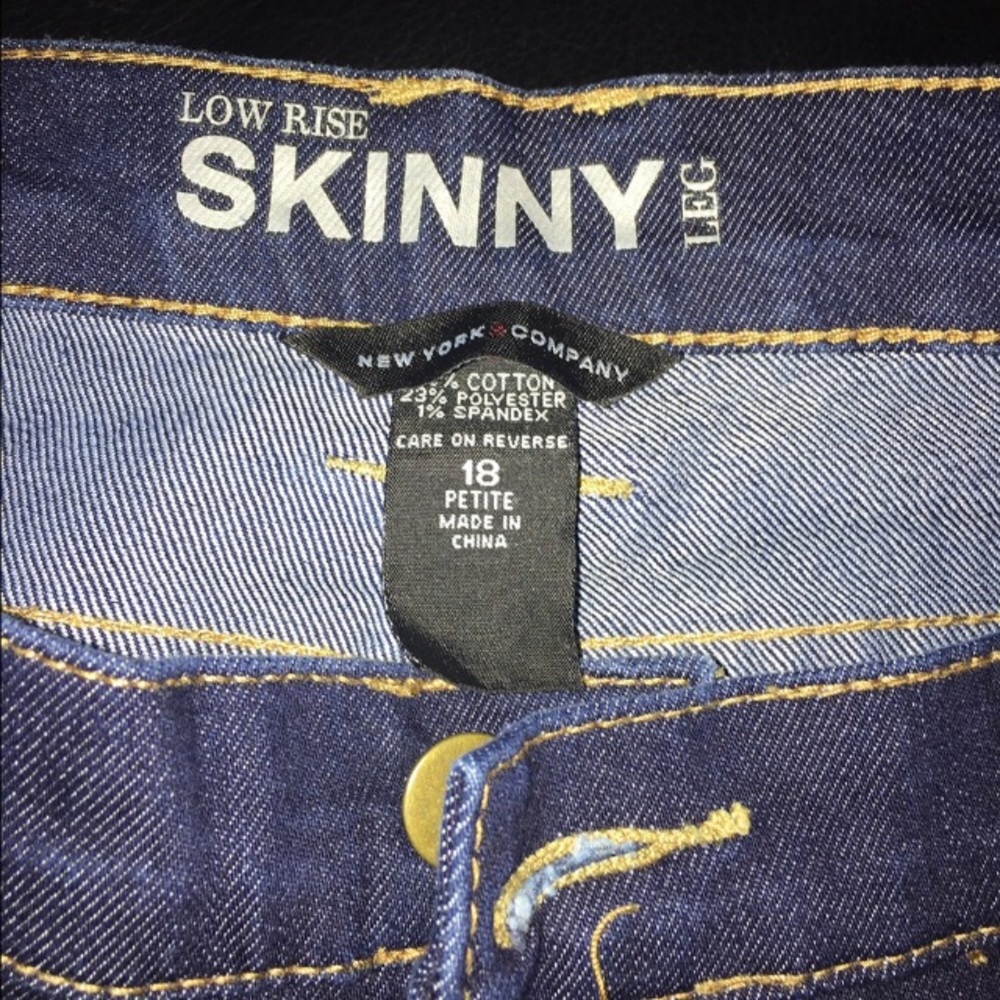 LOW RISE
SKINNY
LEG
NEW YORK COMPANY
% COTTON
23% POLYESTER
1% SPANDEX
CARE ON REVERSE
18
PETITE
MADE IN
CHINA